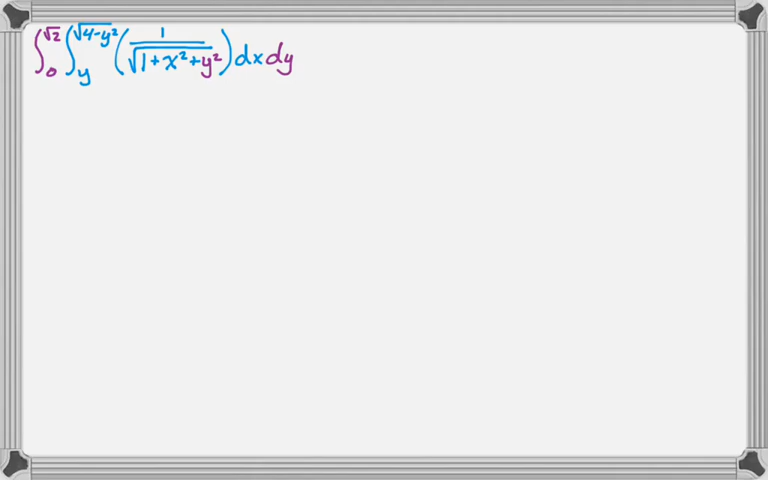 ∫₀^√2 ∫_y^√(4-y²) (1/√(1+x²+y²)) dx dy